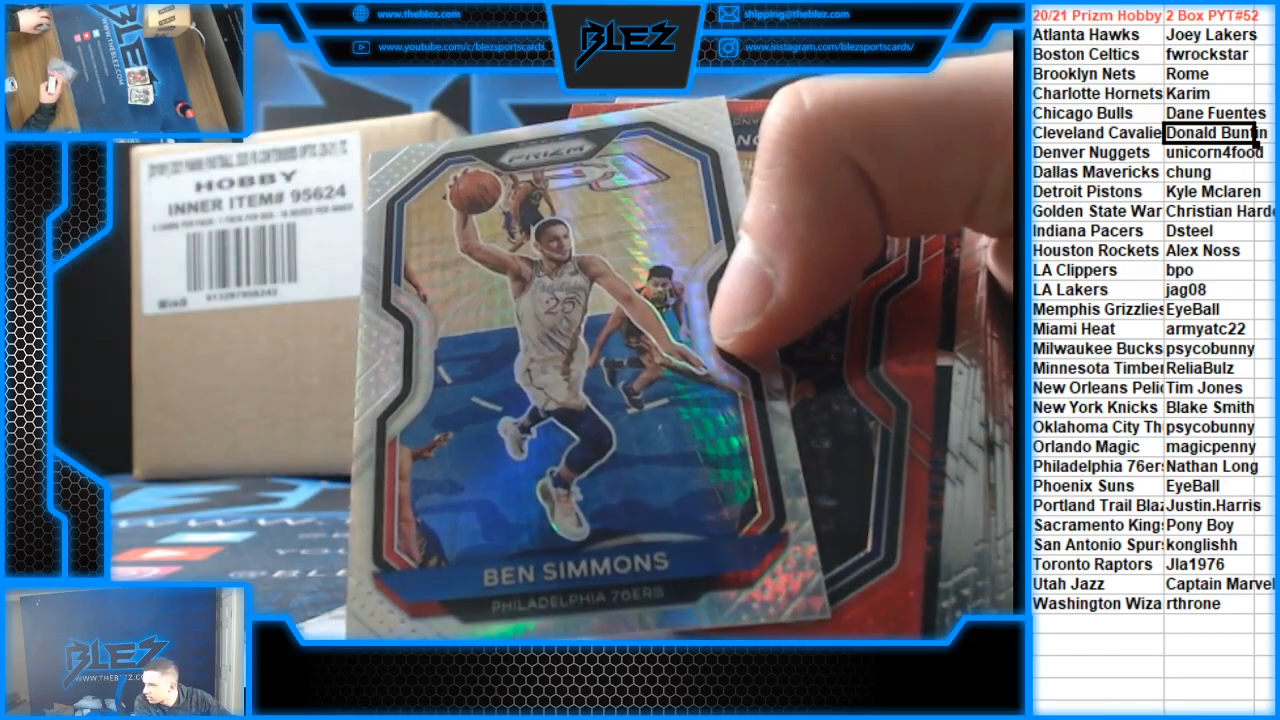 www.theblez.com
www.youtube.com/c/blezsportscards
BLEZ
shipping@theblez.com
www.instagram.com/blezsportscards/
HOBBY
INNER ITEM# 95624
PRIZM
25
BEN SIMMONS
PHILADELPHIA 76ERS
BLEZ
20/21 Prizm Hobby 2 Box PYT#52
Atlanta Hawks Joey Lakers
Boston Celtics fwrockstar
Brooklyn Nets Rome
Charlotte Hornets Karim
Chicago Bulls Dane Fuentes
Cleveland Cavalie Donald Buntin
Denver Nuggets unicorn4food
Dallas Mavericks chung
Detroit Pistons Kyle Mclaren
Golden State War Christian Hard
Indiana Pacers Dsteel
Houston Rockets Alex Noss
LA Clippers bpo
LA Lakers jag08
Memphis Grizzlies EyeBall
Miami Heat armyatc22
Milwaukee Bucks psycobunny
Minnesota Timber ReliaBulz
New Orleans Peli Tim Jones
New York Knicks Blake Smith
Oklahoma City Th psycobunny
Orlando Magic magicpenny
Philadelphia 76ers Nathan Long
Phoenix Suns EyeBall
Portland Trail Bla Justin.Harris
Sacramento King Pony Boy
San Antonio Spur konglishh
Toronto Raptors Jla1976
Utah Jazz Captain Marvel
Washington Wiza rthrone